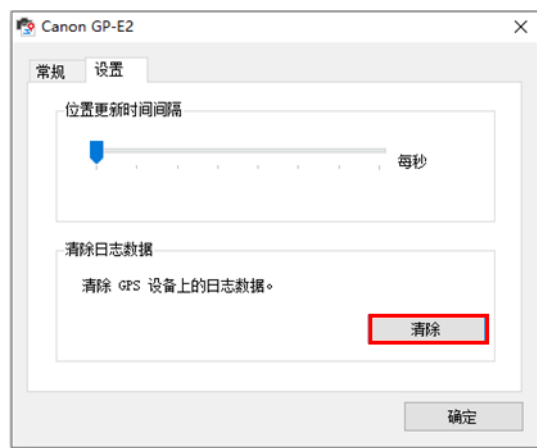 Canon GP-E2
常规 设置
位置更新时间间隔
每秒
清除日志数据
清除 GPS 设备上的日志数据。
清除
确定